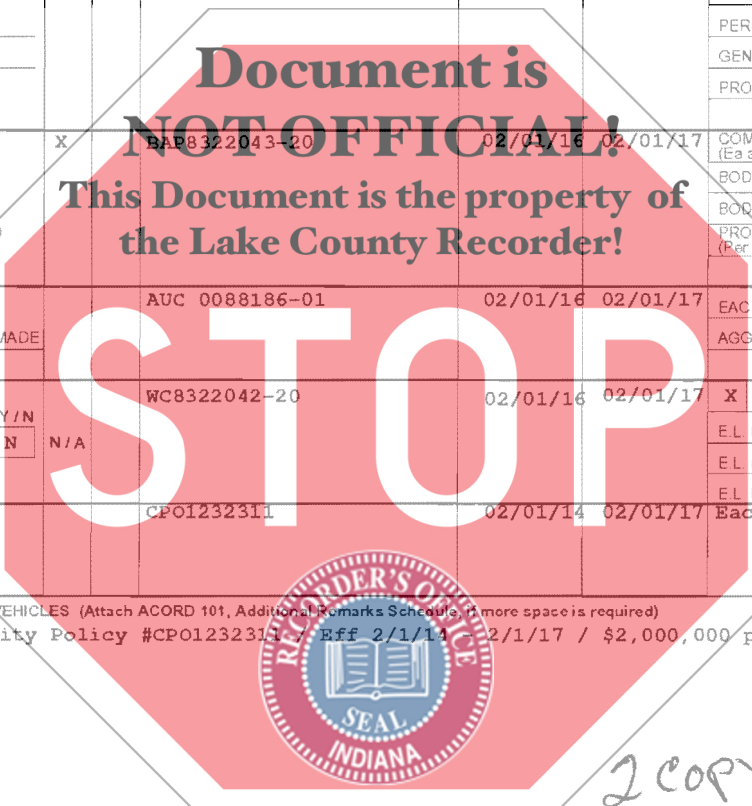 PER
Document is
GEN
PRO
NOT OFFICIAL!
X BAP8322043-20 02/01/16 02/01/17 COM
(Ea a
BOD
This Document is the property of
BOD
the Lake County Recorder!
PRO
(Per
AUC 0088186-01 02/01/16 02/01/17 EAC
MADE AGG
STOP
WC8322042-20 02/01/16 02/01/17 X
Y/N
N N/A E.L.
E.L.
E.L
CPO1232311 02/01/14 02/01/17 Eac
RECORDER'S OFFICE
EHICLES (Attach ACORD 101, Additional Remarks Schedule, if more space is required)
ity Policy #CPO1232311 / Eff 2/1/14 - 2/1/17 / $2,000,000 p
SEAL
INDIANA
2 COPY